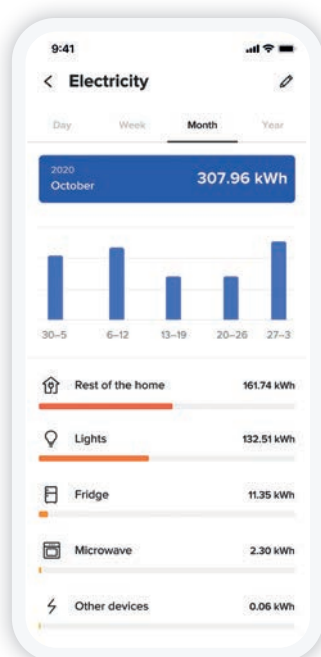 9:41
Electricity
Day Week Month Year
2020
October 307.96 kWh
30–5 6–12 13–19 20–26 27–3
Rest of the home 161.74 kWh
Lights 132.51 kWh
Fridge 11.35 kWh
Microwave 2.30 kWh
Other devices 0.06 kWh